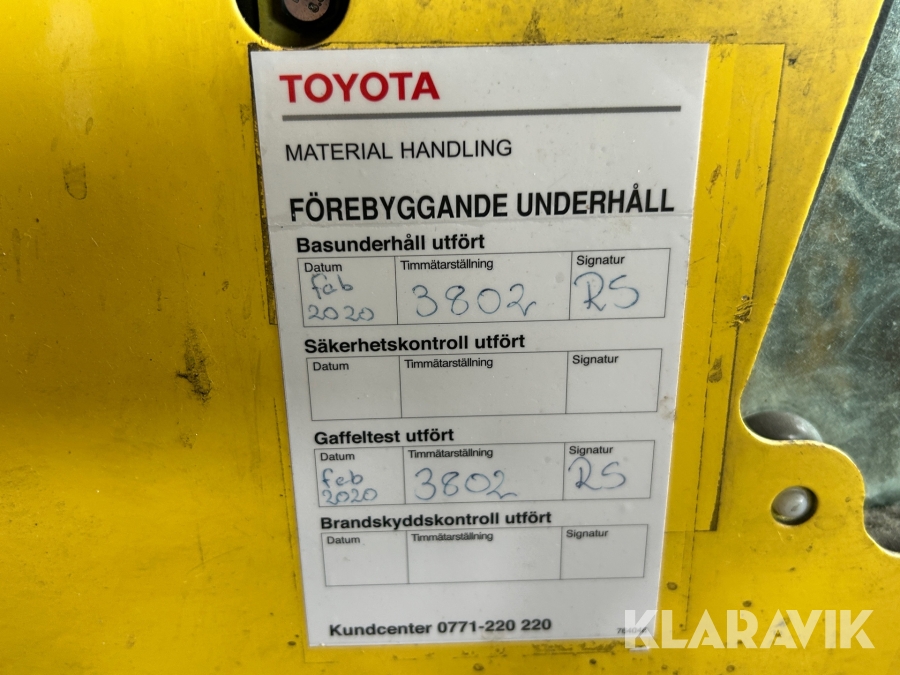 TOYOTA
MATERIAL HANDLING
FÖREBYGGANDE UNDERHÅLL
Basunderhåll utfört
Datum Timmätarställning Signatur
feb 2020 3802 RS
Säkerhetskontroll utfört
Datum Timmätarställning Signatur
Gaffeltest utfört
Datum Timmätarställning Signatur
feb 2020 3802 RS
Brandskyddskontroll utfört
Datum Timmätarställning Signatur
Kundcenter 0771-220 220
KLARAVIK